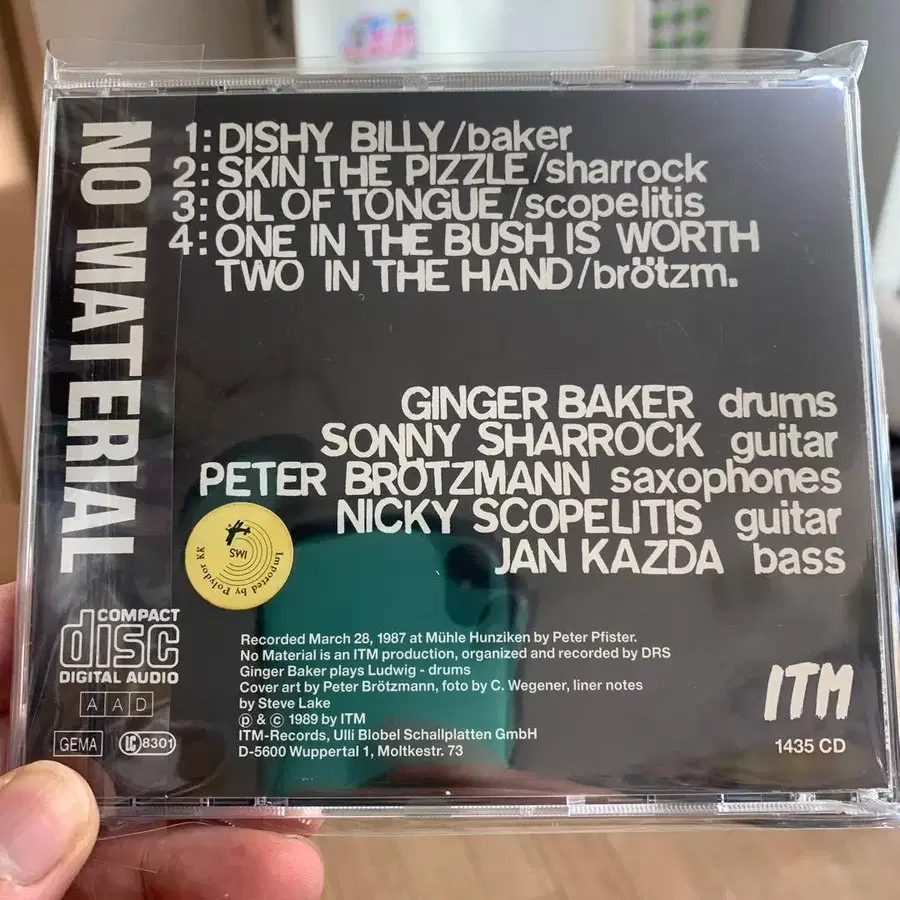 NO MATERIAL
1: DISHY BILLY/baker
2: SKIN THE PIZZLE/sharrock
3: OIL OF TONGUE/scopelitis
4: ONE IN THE BUSH IS WORTH
TWO IN THE HAND/brötzm.
GINGER BAKER drums
SONNY SHARROCK guitar
PETER BRÖTZMANN saxophones
NICKY SCOPELITIS guitar
JAN KAZDA bass
IMS
Imported by Polydor KK
COMPACT
disc
DIGITAL AUDIO
AAD
GEMA
LC 8301
Recorded March 28, 1987 at Mühle Hunziken by Peter Pfister.
No Material is an ITM production, organized and recorded by DRS
Ginger Baker plays Ludwig - drums
Cover art by Peter Brötzmann, foto by C. Wegener, liner notes
by Steve Lake
Ⓟ & © 1989 by ITM
ITM-Records, Ulli Blobel Schallplatten GmbH
D-5600 Wuppertal 1, Moltkestr. 73
ITM
1435 CD